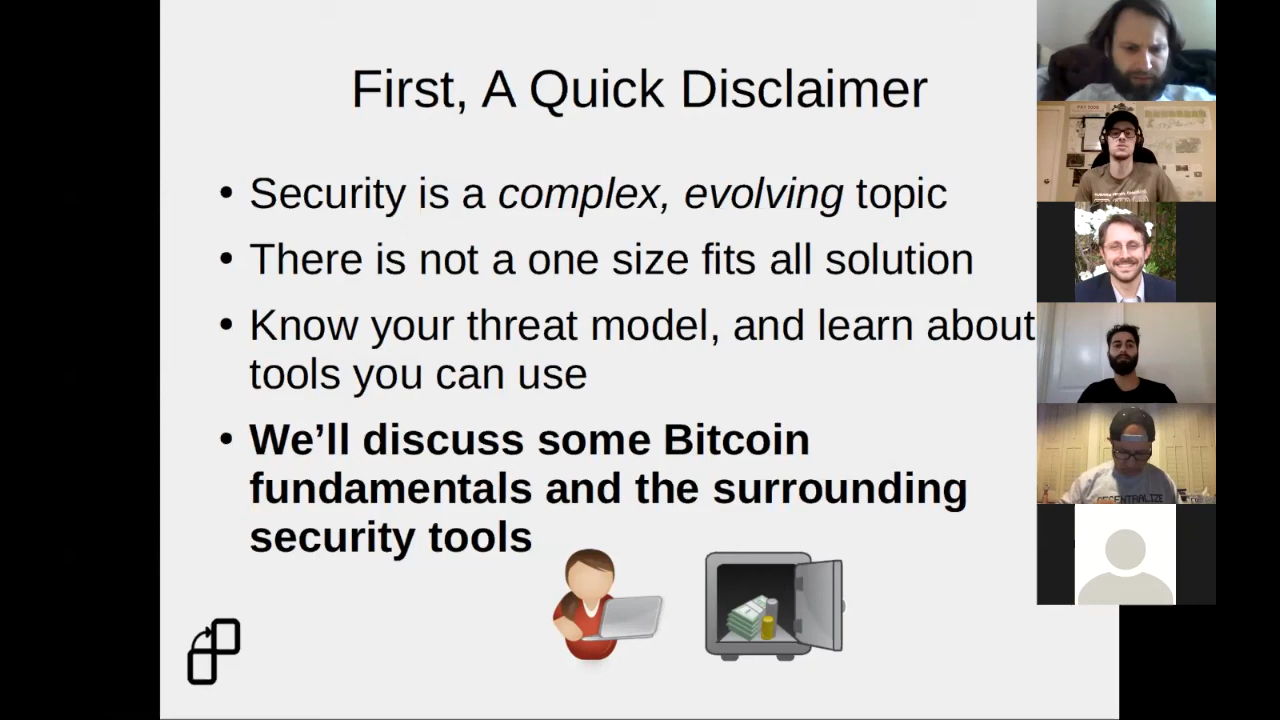 First, A Quick Disclaimer
• Security is a complex, evolving topic
• There is not a one size fits all solution
• Know your threat model, and learn about
tools you can use
• We’ll discuss some Bitcoin
fundamentals and the surrounding
security tools
DECENTRALIZE